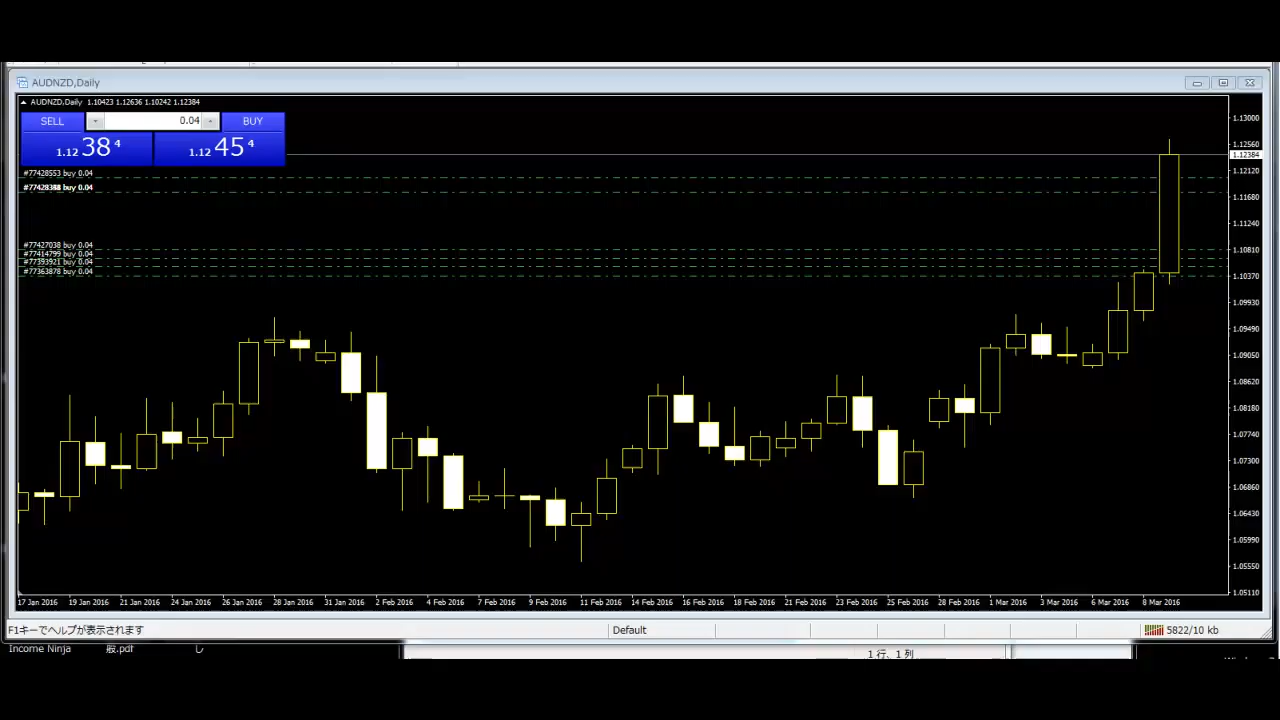 AUDNZD,Daily
AUDNZD,Daily 1.10423 1.12636 1.10242 1.12384
SELL 0.04 BUY
1.12 38 4 1.12 45 4
#77428553 buy 0.04
buy 0.04
#77427038 buy 0.04
#77414799 buy 0.04
#77393921 buy 0.04
#77363878 buy 0.04
1.13000
1.12560
1.12384
1.12120
1.11680
1.11240
1.10810
1.10370
1.09930
1.09490
1.09050
1.08620
1.08180
1.07740
1.07300
1.06860
1.06430
1.05990
1.05550
1.05110
17 Jan 2016 19 Jan 2016 21 Jan 2016 24 Jan 2016 26 Jan 2016 28 Jan 2016 31 Jan 2016 2 Feb 2016 4 Feb 2016 7 Feb 2016 9 Feb 2016 11 Feb 2016 14 Feb 2016 16 Feb 2016 18 Feb 2016 21 Feb 2016 23 Feb 2016 25 Feb 2016 28 Feb 2016 1 Mar 2016 3 Mar 2016 6 Mar 2016 8 Mar 2016
F1キーでヘルプが表示されます Default 5822/10 kb
Income Ninja 般.pdf し 1 行、1 列